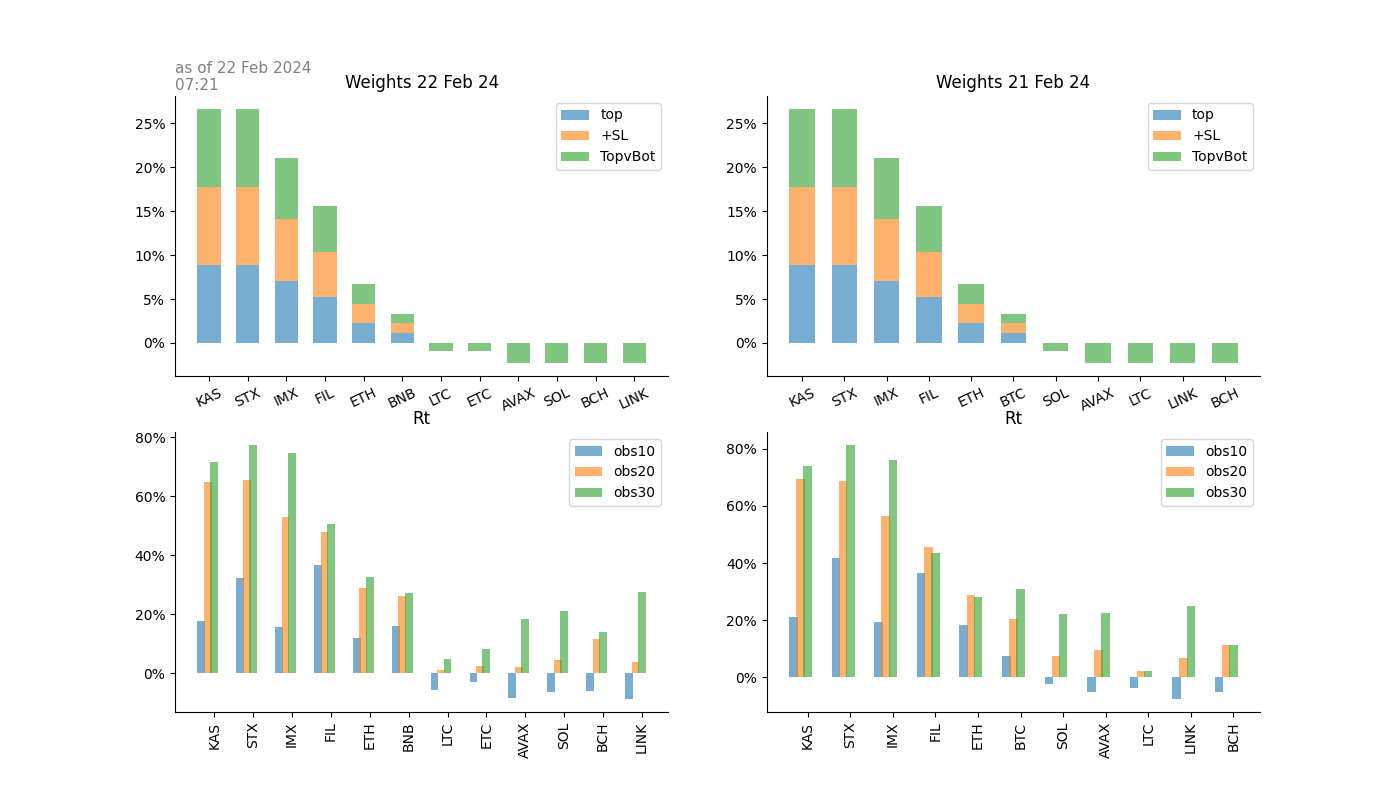 as of 22 Feb 2024
07:21
Weights 22 Feb 24
25%
20%
15%
10%
5%
0%
top
+SL
TopvBot
KAS STX IMX FIL ETH BNB LTC ETC AVAX SOL BCH LINK
Weights 21 Feb 24
25%
20%
15%
10%
5%
0%
top
+SL
TopvBot
KAS STX IMX FIL ETH BTC SOL AVAX LTC LINK BCH
Rt
80%
60%
40%
20%
0%
obs10
obs20
obs30
KAS STX IMX FIL ETH BNB LTC ETC AVAX SOL BCH LINK
Rt
80%
60%
40%
20%
0%
obs10
obs20
obs30
KAS STX IMX FIL ETH BTC SOL AVAX LTC LINK BCH